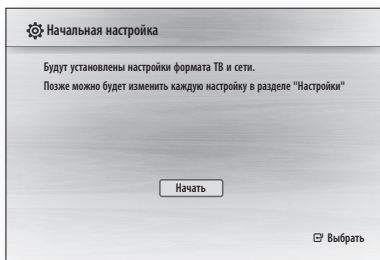 Начальная настройка
Будут установлены настройки формата ТВ и сети.
Позже можно будет изменить каждую настройку в разделе "Настройки"
Начать
Выбрать